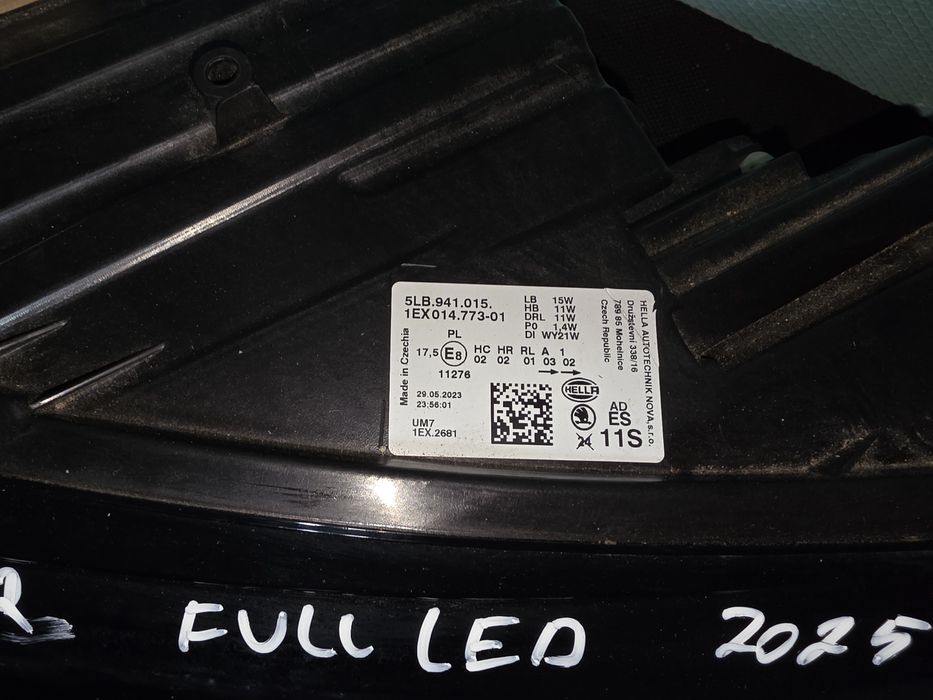 5LB.941.015.
1EX014.773-01
LB 15W
HB 11W
DRL 11W
P0 1,4W
DI WY21W
HELLA AUTOTECHNIK NOVA,s.r.o.
Družstevní 338/16
789 85 Mohelnice
Czech Republic
Made in Czechia
PL
17,5 E8 HC HR RL A 1
02 02 01 03 02
11276
29.05.2023
23:56:01
UM7
1EX.2681
HELLA
AD
ES
11S
R FULL LED 2025